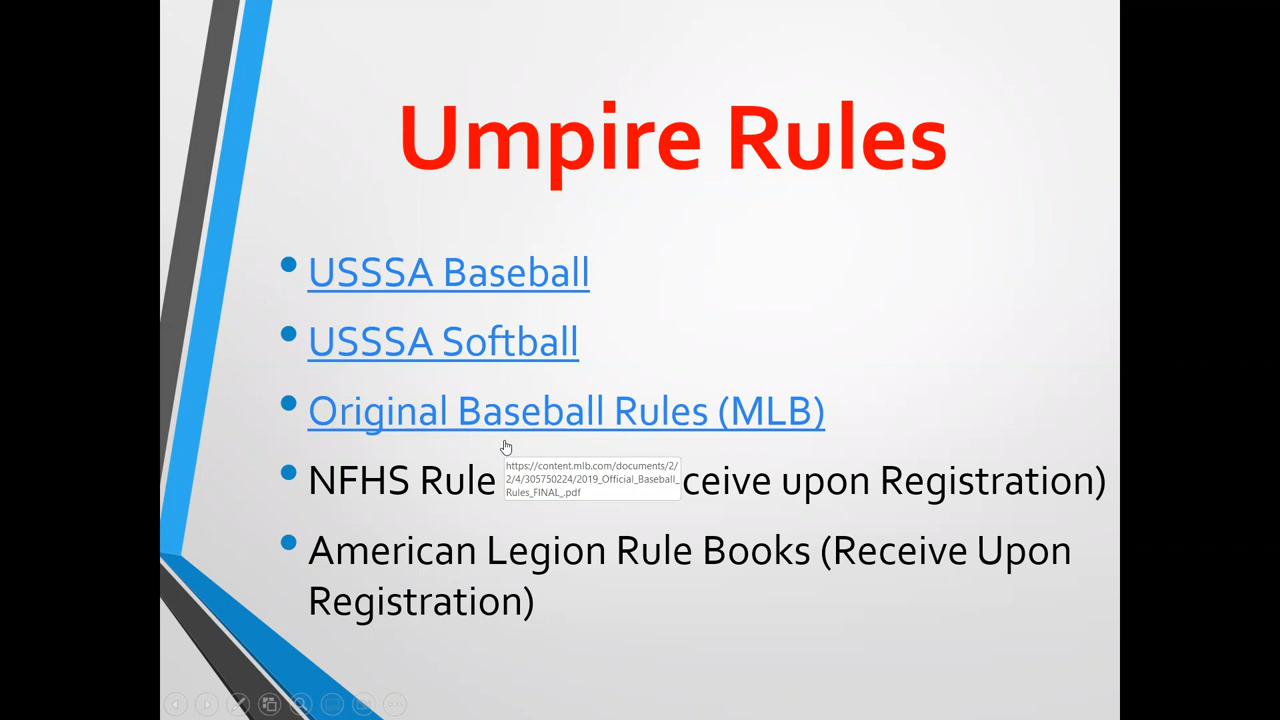 Umpire Rules
USSSA Baseball
USSSA Softball
Original Baseball Rules (MLB)
NFHS Rule ceive upon Registration)
https://content.mlb.com/documents/2/
2/4/305750224/2019_Official_Baseball_
Rules_FINAL_.pdf
American Legion Rule Books (Receive Upon
Registration)